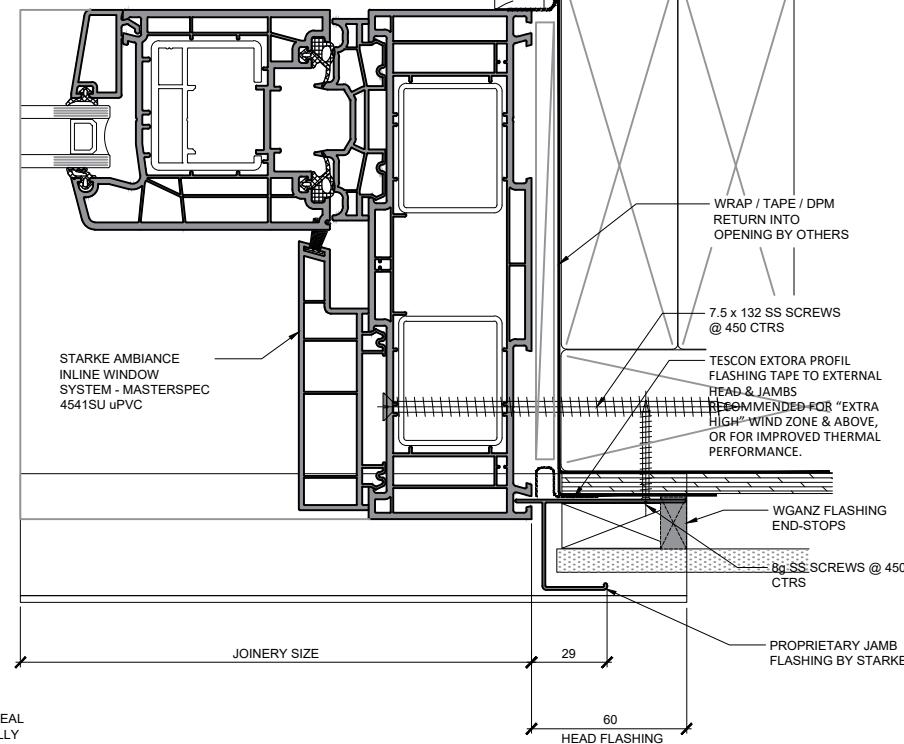 WRAP / TAPE / DPM
RETURN INTO
OPENING BY OTHERS
7.5 x 132 SS SCREWS
@ 450 CTRS
STARKE AMBIANCE
INLINE WINDOW
SYSTEM - MASTERSPEC
4541SU uPVC
TESCON EXTORA PROFIL
FLASHING TAPE TO EXTERNAL
HEAD & JAMBS
RECOMMENDED FOR “EXTRA
HIGH” WIND ZONE & ABOVE,
OR FOR IMPROVED THERMAL
PERFORMANCE.
WGANZ FLASHING
END-STOPS
8g SS SCREWS @ 450
CTRS
PROPRIETARY JAMB
FLASHING BY STARKE
JOINERY SIZE
29
60
HEAD FLASHING